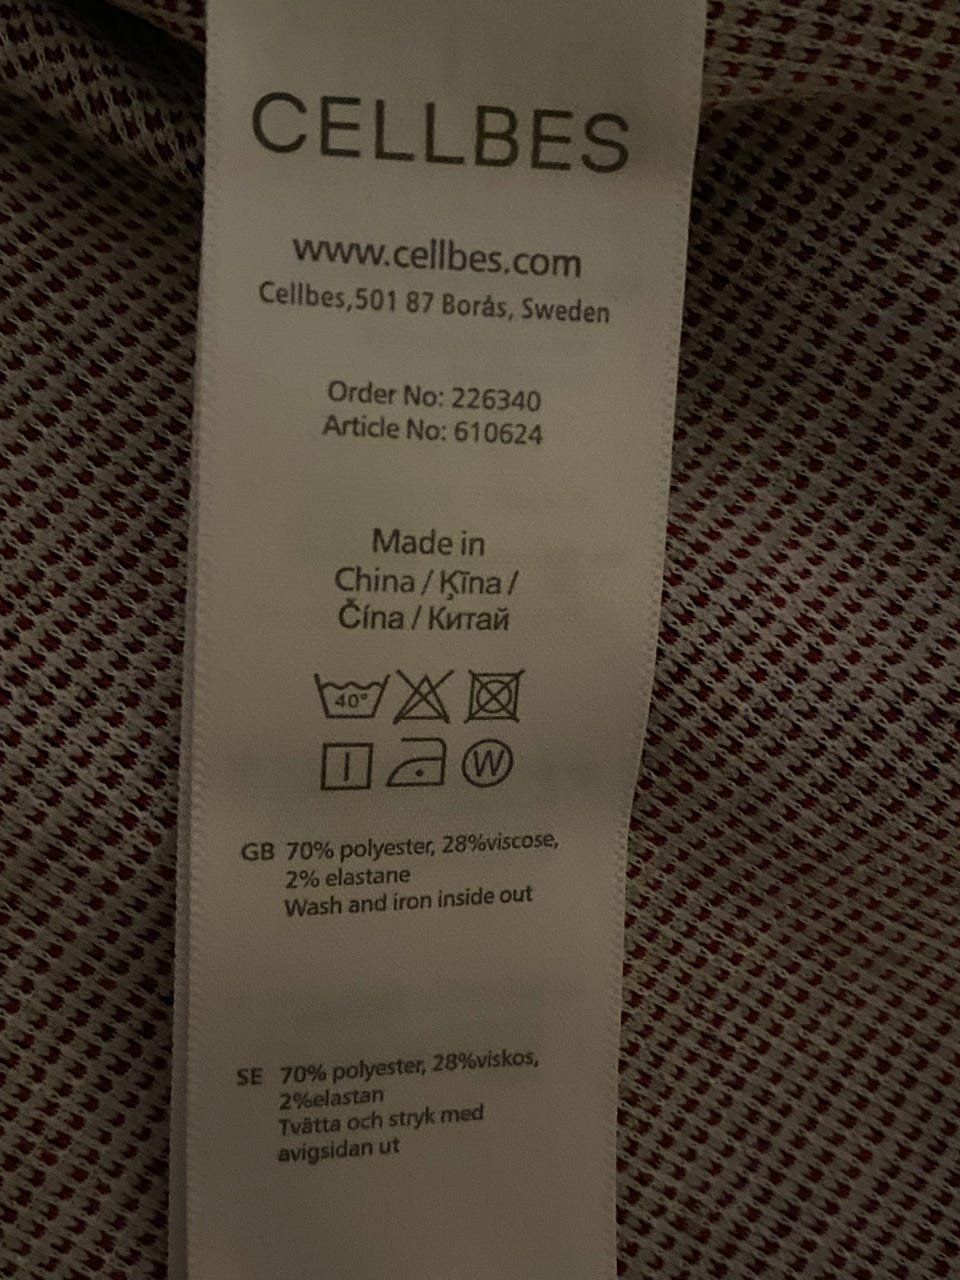 CELLBES
www.cellbes.com
Cellbes,501 87 Borås, Sweden
Order No: 226340
Article No: 610624
Made in
China / Ķīna /
Čína / Китай
40°
W
GB 70% polyester, 28%viscose,
2% elastane
Wash and iron inside out
SE 70% polyester, 28%viskos,
2%elastan
Tvätta och stryk med
avigsidan ut